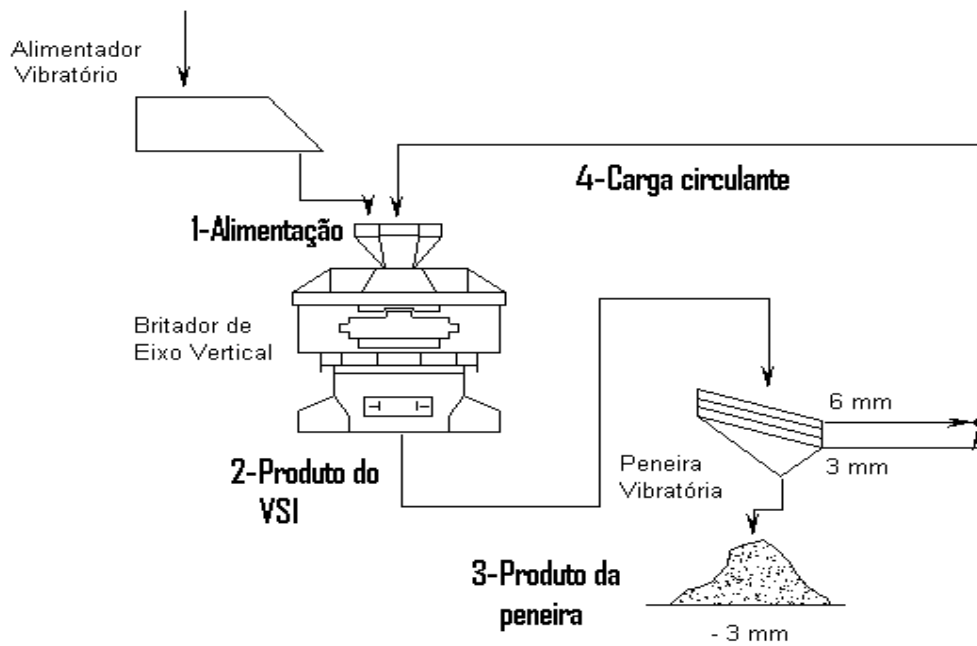 Alimentador
Vibratório
4-Carga circulante
1-Alimentação
Britador de
Eixo Vertical
6 mm
3 mm
2-Produto do
VSI
Peneira
Vibratória
3-Produto da
peneira
- 3 mm